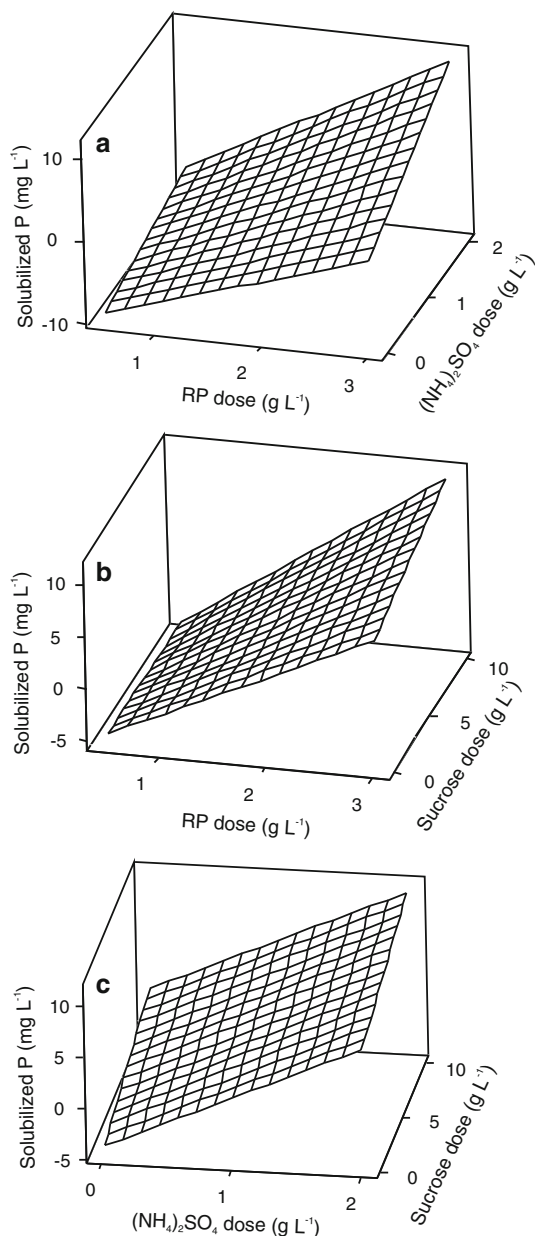 a
Solubilized P (mg L⁻¹)
10
0
-10
1
2
3
RP dose (g L⁻¹)
0
1
2
(NH₄)₂SO₄ dose (g L⁻¹)
b
Solubilized P (mg L⁻¹)
10
5
0
-5
1
2
3
RP dose (g L⁻¹)
0
5
10
Sucrose dose (g L⁻¹)
c
Solubilized P (mg L⁻¹)
10
5
0
-5
0
1
2
(NH₄)₂SO₄ dose (g L⁻¹)
0
5
10
Sucrose dose (g L⁻¹)